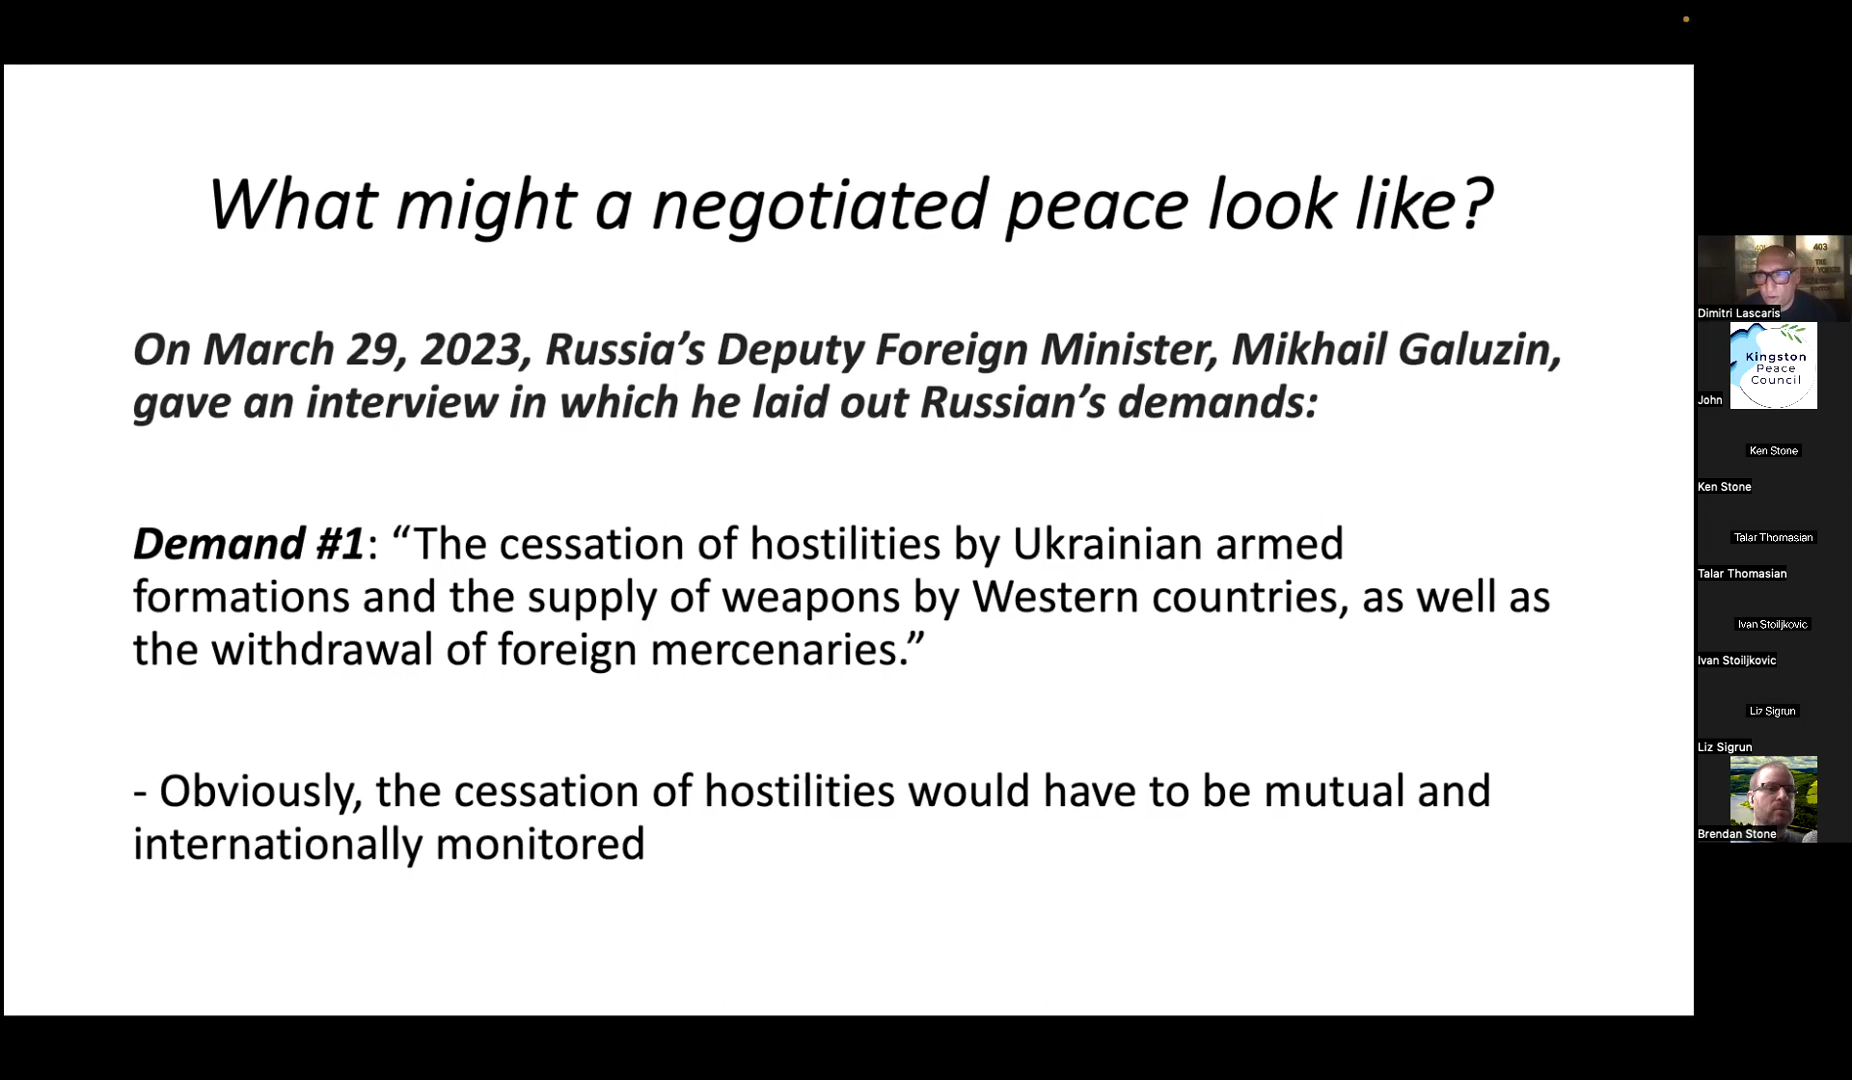 What might a negotiated peace look like?
On March 29, 2023, Russia’s Deputy Foreign Minister, Mikhail Galuzin,
gave an interview in which he laid out Russian’s demands:
Demand #1: “The cessation of hostilities by Ukrainian armed
formations and the supply of weapons by Western countries, as well as
the withdrawal of foreign mercenaries.”
- Obviously, the cessation of hostilities would have to be mutual and
internationally monitored
403
THE
Dimitri Lascaris
Kingston
Peace
Council
John
Ken Stone
Ken Stone
Talar Thomasian
Talar Thomasian
Ivan Stoiljkovic
Ivan Stoiljkovic
Liz Sigrun
Liz Sigrun
Brendan Stone